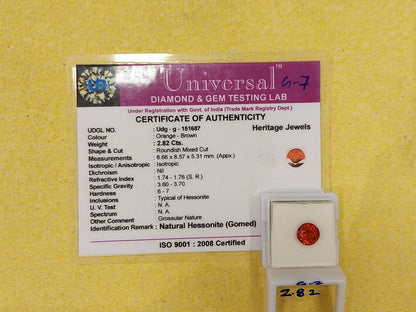 Universal™ G-7
DIAMOND & GEM TESTING LAB
Under Registration with Govt. of India (Trade Mark Registry Dept.)
CERTIFICATE OF AUTHENTICITY
UDGL NO. : Udg - g - 151687 Heritage Jewels
Colour : Orange - Brown
Weight : 2.82 Cts.
Shape & Cut : Roundish Mixed Cut
Measurements : 8.66 x 8.57 x 5.31 mm. (Appx.)
Isotropic / Anisotropic : Isotropic
Dichroism : Nil
Refractive Index : 1.74 - 1.76 (S. R.)
Specific Gravity : 3.60 - 3.70
Hardness : 6 - 7
Inclusions : Typical of Hessonite
U. V. Test : N. A.
Spectrum : N. A.
Other Comment : Grossular Nature
Identification Remark : Natural Hessonite (Gomed)
ISO 9001 : 2008 Certified
G-7
2.82